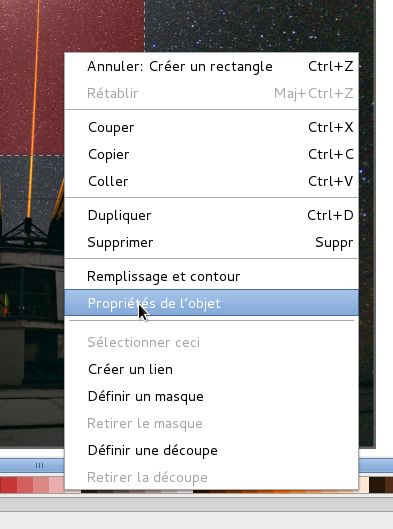 Annuler: Créer un rectangle Ctrl+Z
Rétablir Maj+Ctrl+Z
Couper Ctrl+X
Copier Ctrl+C
Coller Ctrl+V
Dupliquer Ctrl+D
Supprimer Suppr
Remplissage et contour
Propriétés de l'objet
Sélectionner ceci
Créer un lien
Définir un masque
Retirer le masque
Définir une découpe
Retirer la découpe